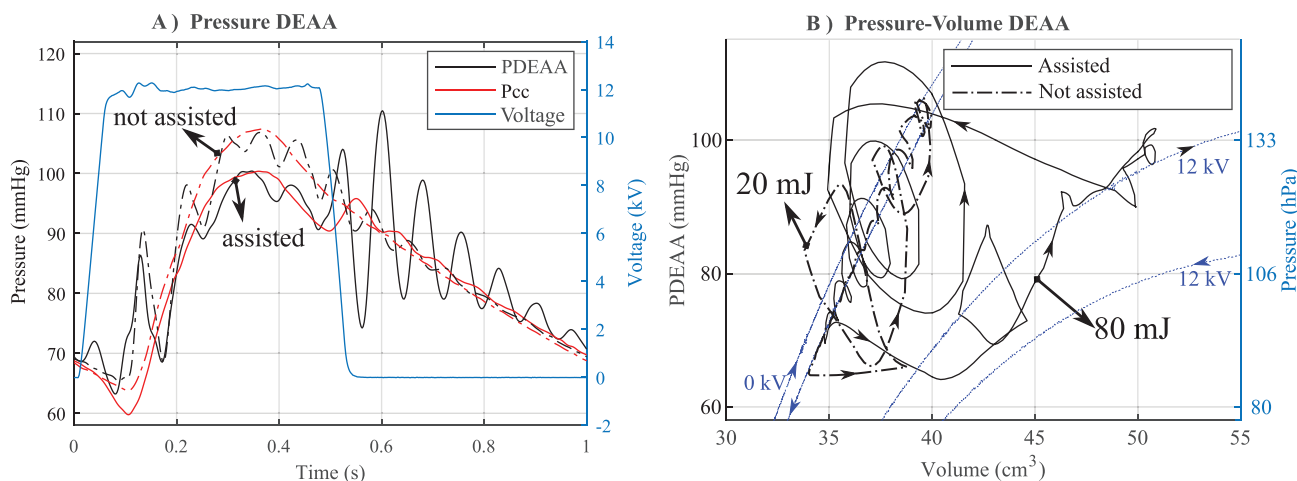 A ) Pressure DEAA
120
110
100
90
80
70
60
Pressure (mmHg)
0
0.2
0.4
0.6
0.8
1
Time (s)
14
12
10
8
6
4
2
0
-2
Voltage (kV)
PDEAA
Pcc
Voltage
not assisted
assisted
B ) Pressure-Volume DEAA
100
80
60
PDEAA (mmHg)
30
35
40
45
50
55
Volume (cm³)
133
106
80
Pressure (hPa)
Assisted
Not assisted
20 mJ
80 mJ
0 kV
12 kV
12 kV